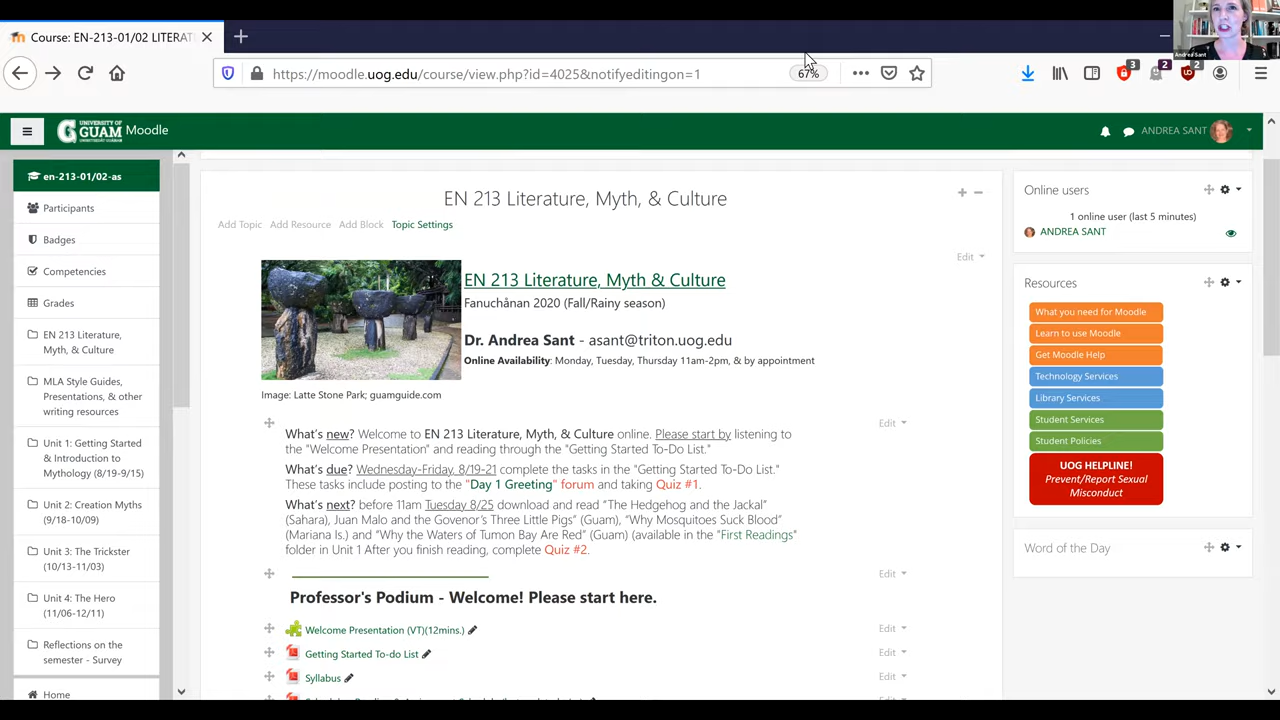 Course: EN-213-01/02 LITERAT
Andrea Sant
https://moodle.uog.edu/course/view.php?id=4025&notifyeditingon=1
67%
3
2
2
UNIVERSITY OF GUAM Moodle
ANDREA SANT
en-213-01/02-as
Participants
Badges
Competencies
Grades
EN 213 Literature,
Myth, & Culture
MLA Style Guides,
Presentations, & other
writing resources
Unit 1: Getting Started
& Introduction to
Mythology (8/19-9/15)
Unit 2: Creation Myths
(9/18-10/09)
Unit 3: The Trickster
(10/13-11/03)
Unit 4: The Hero
(11/06-12/11)
Reflections on the
semester - Survey
Home
EN 213 Literature, Myth, & Culture
Add Topic Add Resource Add Block Topic Settings
Edit
EN 213 Literature, Myth & Culture
Fanuchånan 2020 (Fall/Rainy season)
Dr. Andrea Sant - asant@triton.uog.edu
Online Availability: Monday, Tuesday, Thursday 11am-2pm, & by appointment
Image: Latte Stone Park; guamguide.com
Edit
What's new? Welcome to EN 213 Literature, Myth, & Culture online. Please start by listening to
the "Welcome Presentation" and reading through the "Getting Started To-Do List."
What's due? Wednesday-Friday, 8/19-21 complete the tasks in the "Getting Started To-Do List."
These tasks include posting to the "Day 1 Greeting" forum and taking Quiz #1.
What's next? before 11am Tuesday 8/25 download and read "The Hedgehog and the Jackal"
(Sahara), Juan Malo and the Govenor's Three Little Pigs" (Guam), "Why Mosquitoes Suck Blood"
(Mariana Is.) and "Why the Waters of Tumon Bay Are Red" (Guam) (available in the "First Readings"
folder in Unit 1 After you finish reading, complete Quiz #2.
Edit
Professor's Podium - Welcome! Please start here.
Welcome Presentation (VT)(12mins.) Edit
Getting Started To-do List Edit
Syllabus Edit
Online users
1 online user (last 5 minutes)
ANDREA SANT
Resources
What you need for Moodle
Learn to use Moodle
Get Moodle Help
Technology Services
Library Services
Student Services
Student Policies
UOG HELPLINE!
Prevent/Report Sexual
Misconduct
Word of the Day